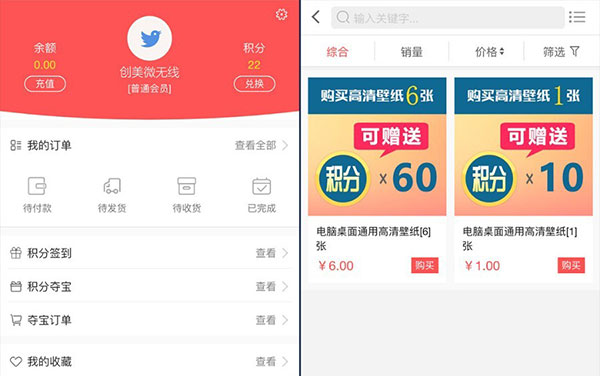 余额
0.00
充值
创美微无线
[普通会员]
积分
22
兑换
我的订单
查看全部
待付款
待发货
待收货
已完成
积分签到
查看
积分夺宝
查看
夺宝订单
查看
我的收藏
查看
输入关键字...
综合
销量
价格
筛选
购买高清壁纸6张
可赠送
积分 x 60
电脑桌面通用高清壁纸[6]
张
￥6.00
购买
购买高清壁纸1张
可赠送
积分 x 10
电脑桌面通用高清壁纸[1]
张
￥1.00
购买